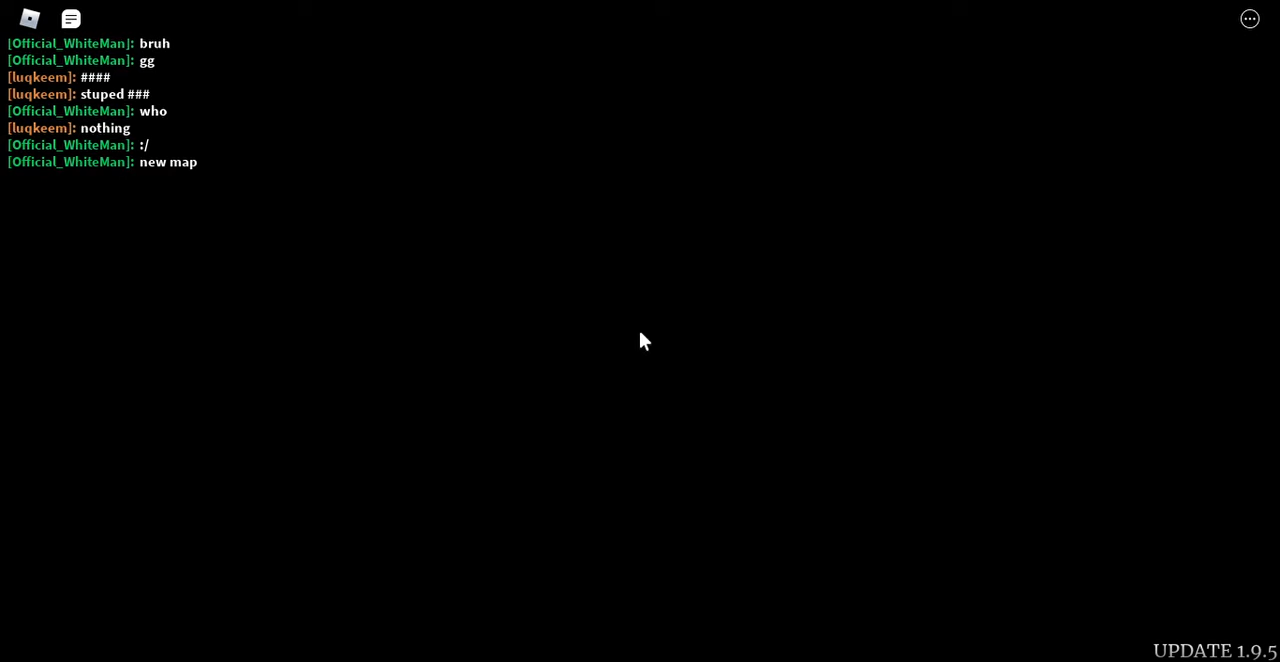 [Official_WhiteMan]: bruh
[Official_WhiteMan]: gg
[luqkeem]: ####
[luqkeem]: stuped ###
[Official_WhiteMan]: who
[luqkeem]: nothing
[Official_WhiteMan]: :/
[Official_WhiteMan]: new map
UPDATE 1.9.5